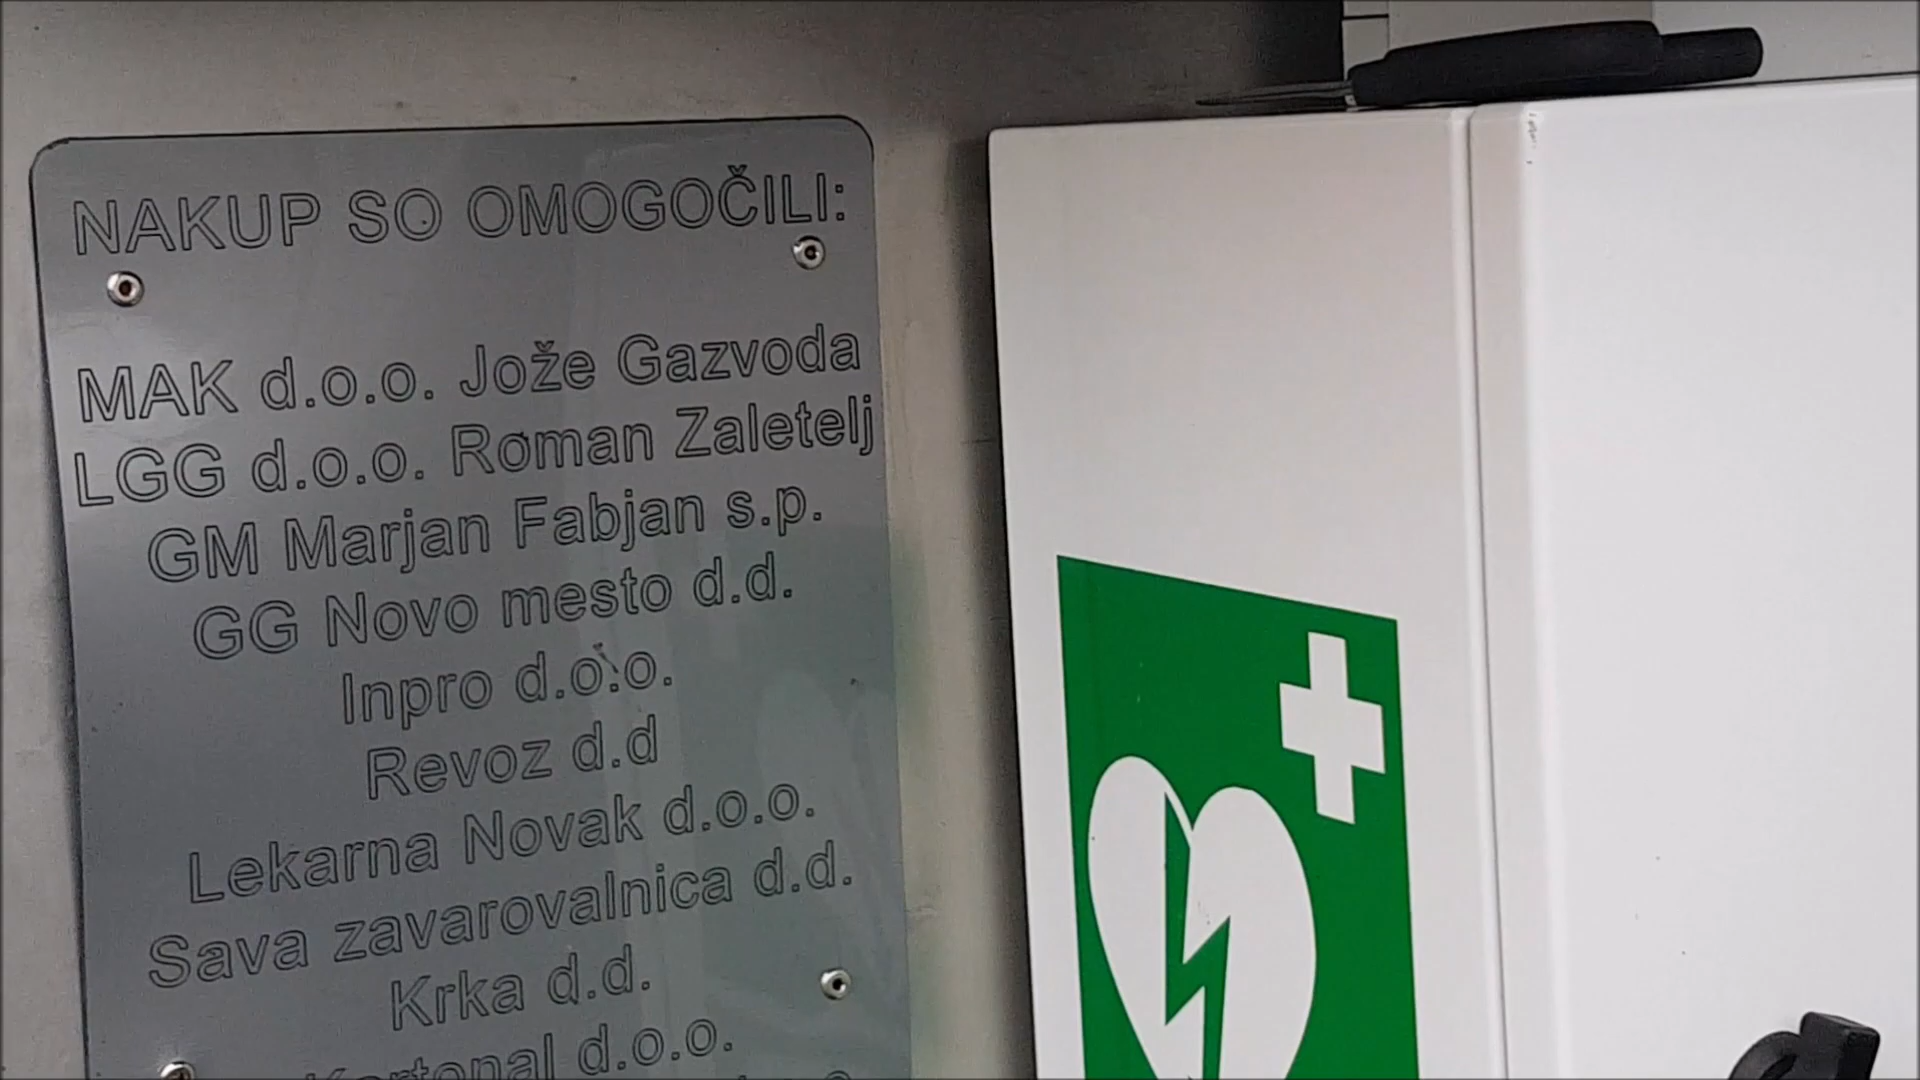 NAKUP SO OMOGOČILI:
MAK d.o.o. Jože Gazvoda
LGG d.o.o. Roman Zaletelj
GM Marjan Fabjan s.p.
GG Novo mesto d.d.
Inpro d.o.o.
Revoz d.d
Lekarna Novak d.o.o.
Sava zavarovalnica d.d.
Krka d.d.
Kartonal d.o.o.